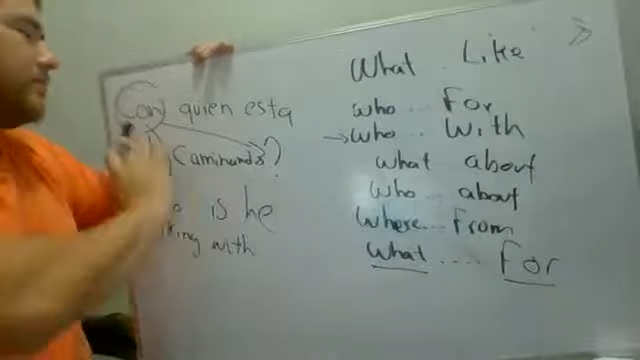 Con quien esta
Caminando?
is he
with
What . Like
who ... For
→ who .. With
what about
who .. about
Where... From
What .... For